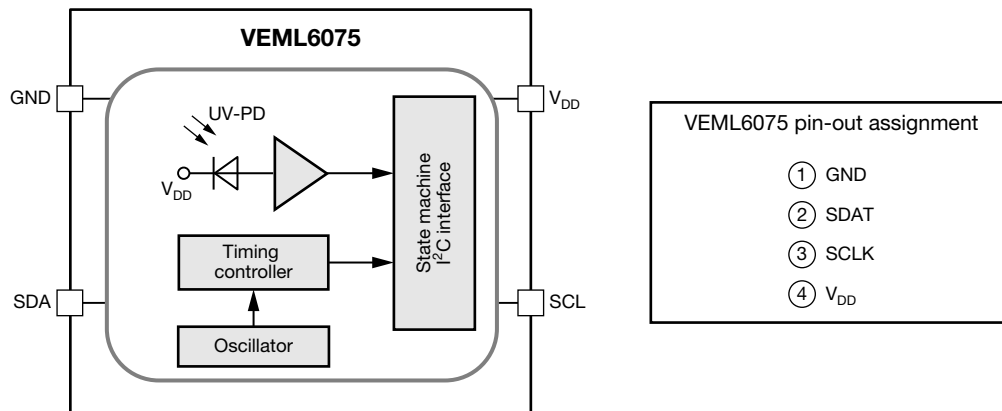 VEML6075
GND
V_DD
UV-PD
V_DD
State machine
I²C interface
Timing
controller
SDA
SCL
Oscillator
VEML6075 pin-out assignment
1 GND
2 SDAT
3 SCLK
4 V_DD